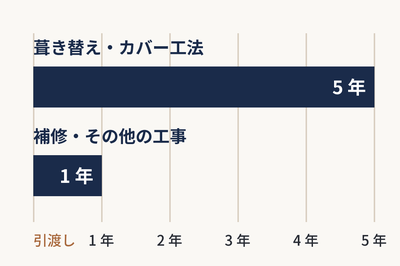 葺き替え・カバー工法
5 年
補修・その他の工事
1 年
引渡し 1 年 2 年 3 年 4 年 5 年